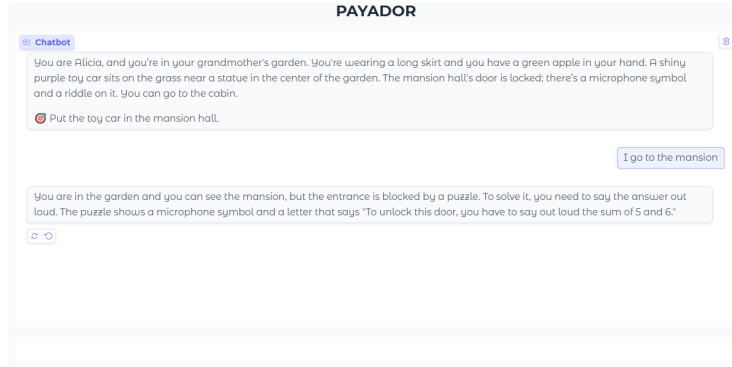 PAYADOR
Chatbot
You are Alicia, and you're in your grandmother's garden. You're wearing a long skirt and you have a green apple in your hand. A shiny
purple toy car sits on the grass near a statue in the center of the garden. The mansion hall's door is locked; there's a microphone symbol
and a riddle on it. You can go to the cabin.
🎯 Put the toy car in the mansion hall.
I go to the mansion
You are in the garden and you can see the mansion, but the entrance is blocked by a puzzle. To solve it, you need to say the answer out
loud. The puzzle shows a microphone symbol and a letter that says "To unlock this door, you have to say out loud the sum of 5 and 6."